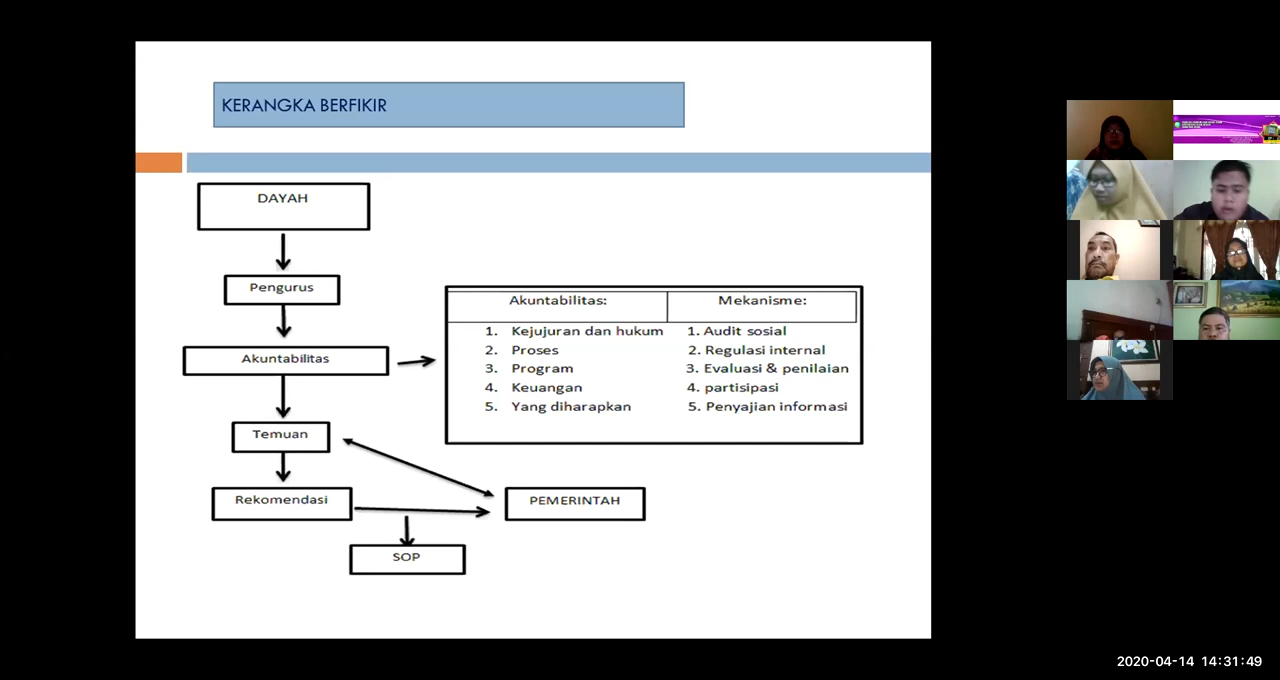 KERANGKA BERFIKIR
DAYAH
Pengurus
Akuntabilitas
Akuntabilitas: Mekanisme:
1. Kejujuran dan hukum 1. Audit sosial
2. Proses 2. Regulasi internal
3. Program 3. Evaluasi & penilaian
4. Keuangan 4. partisipasi
5. Yang diharapkan 5. Penyajian informasi
Temuan
Rekomendasi
PEMERINTAH
SOP
2020-04-14 14:31:49